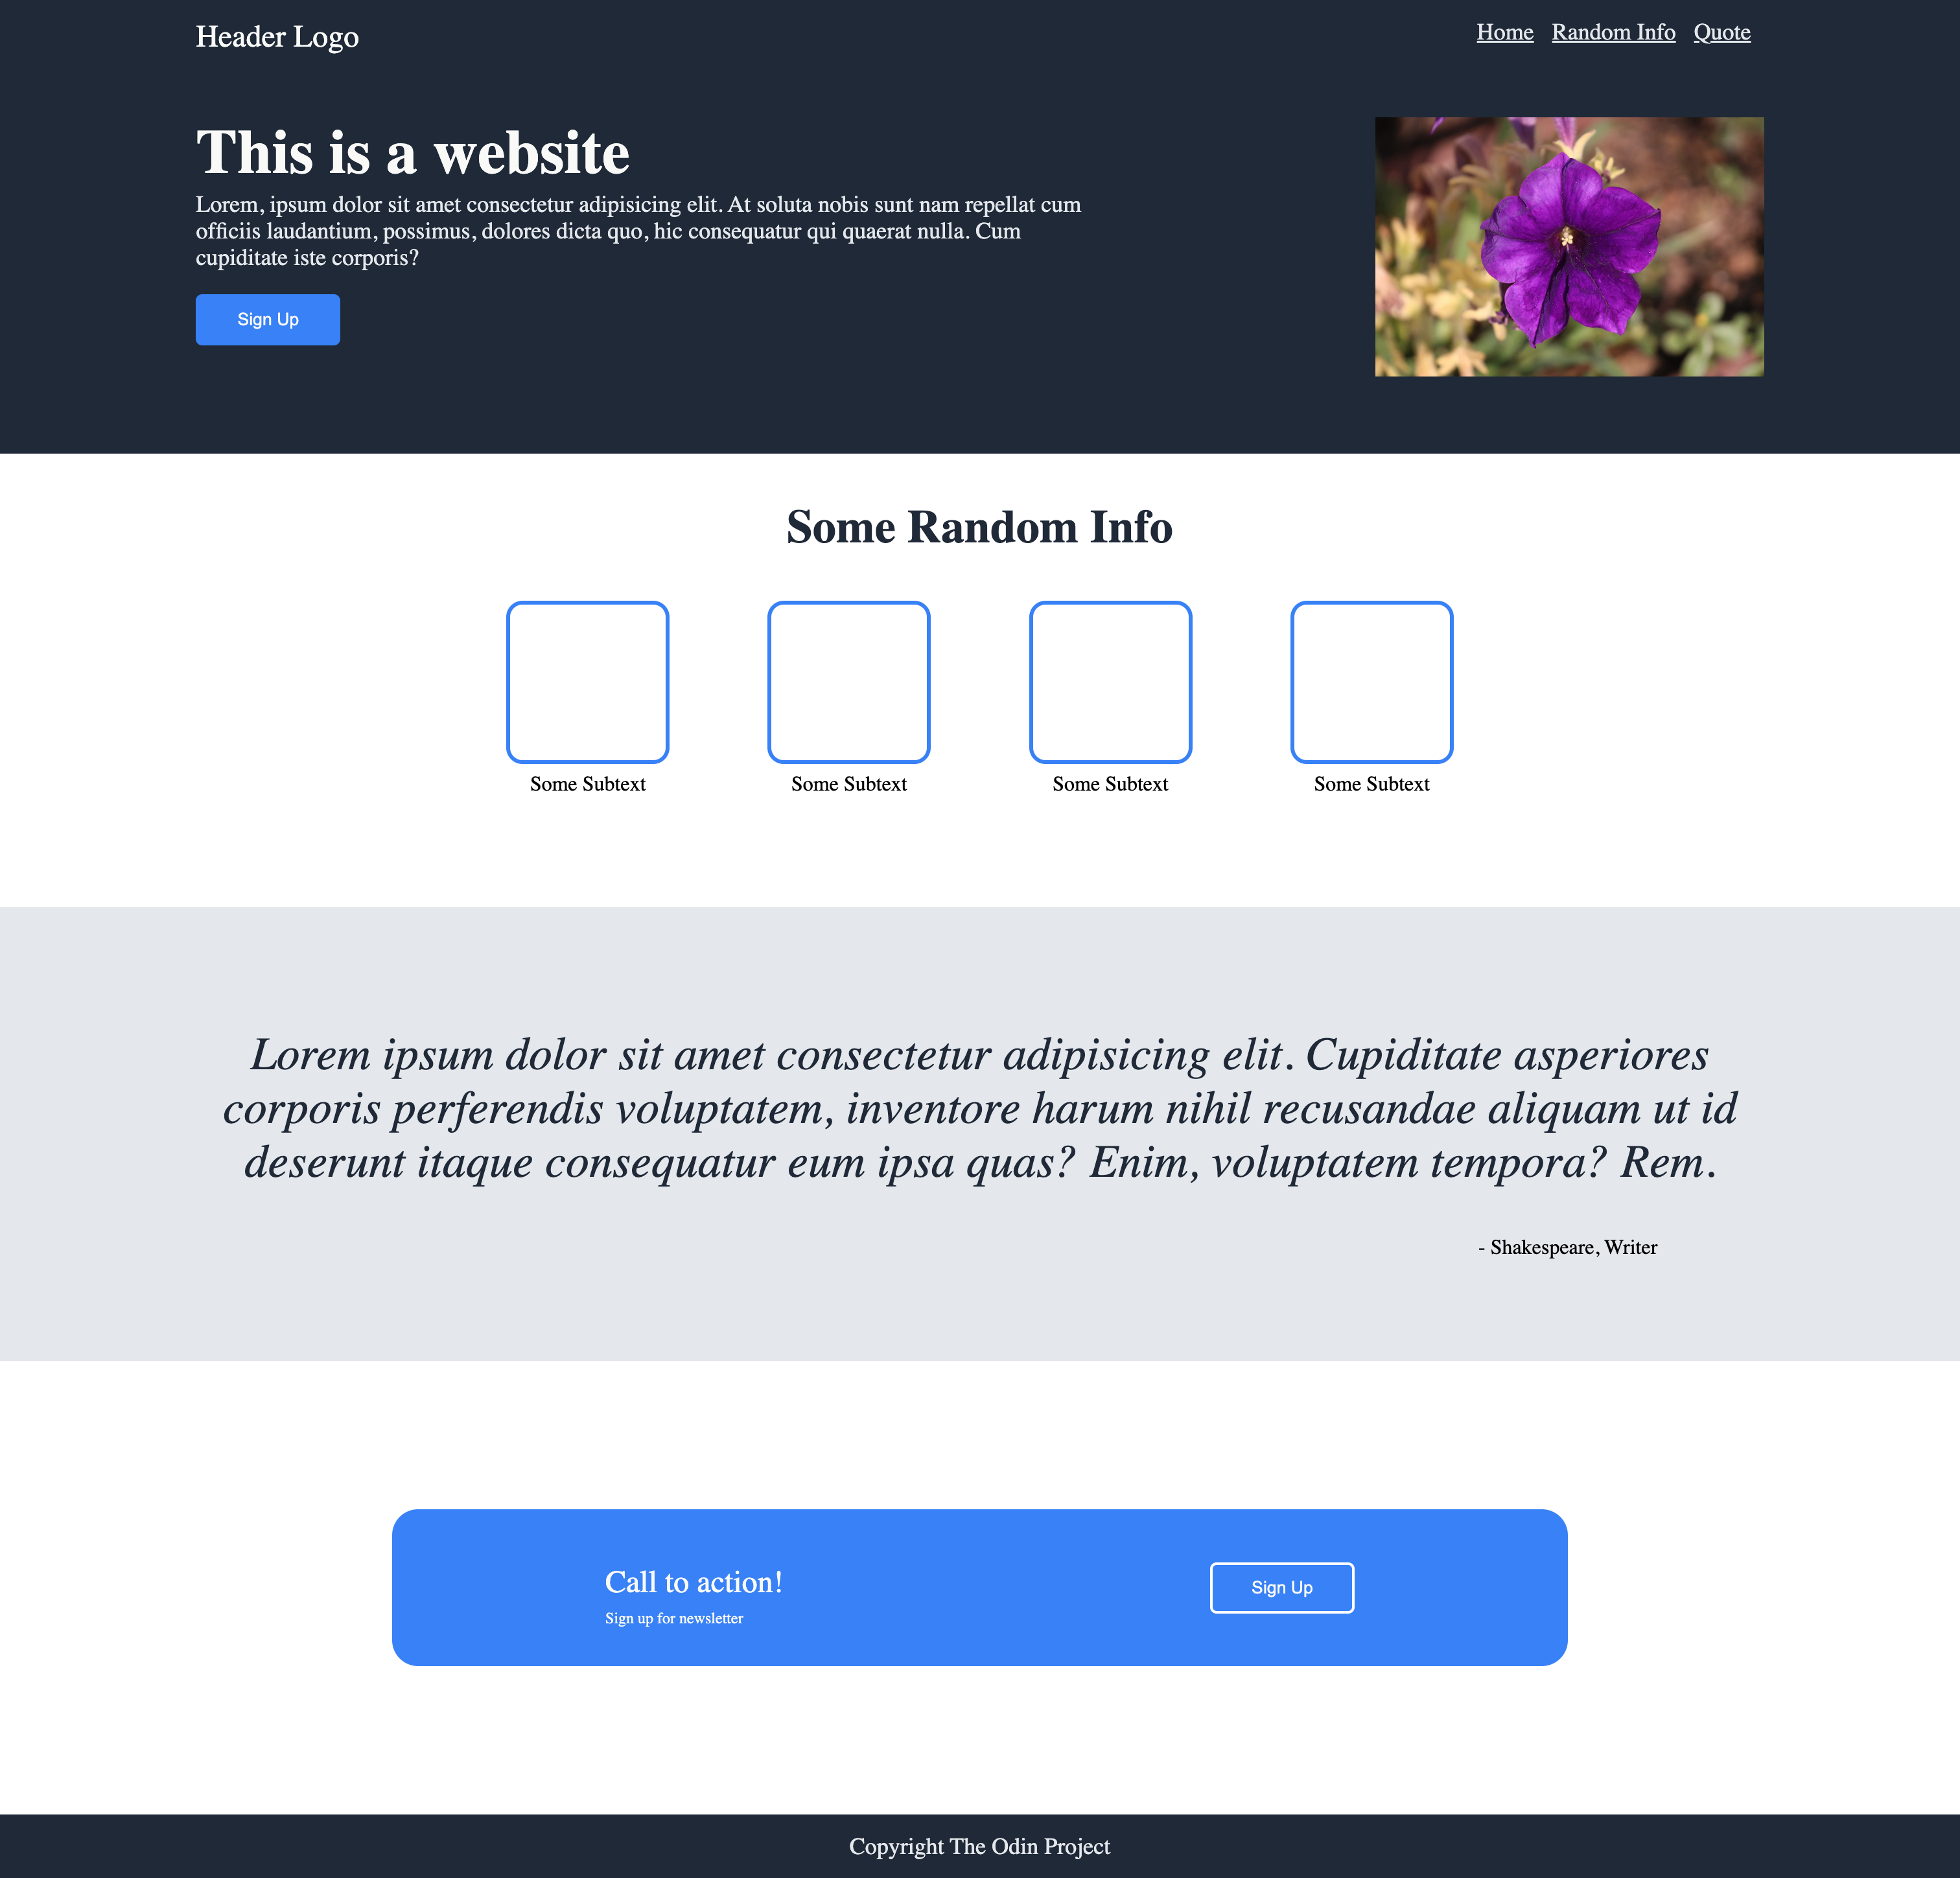 Header Logo
Home Random Info Quote
This is a website
Lorem, ipsum dolor sit amet consectetur adipisicing elit. At soluta nobis sunt nam repellat cum
officiis laudantium, possimus, dolores dicta quo, hic consequatur qui quaerat nulla. Cum
cupiditate iste corporis?
Sign Up
Some Random Info
Some Subtext
Some Subtext
Some Subtext
Some Subtext
Lorem ipsum dolor sit amet consectetur adipisicing elit. Cupiditate asperiores
corporis perferendis voluptatem, inventore harum nihil recusandae aliquam ut id
deserunt itaque consequatur eum ipsa quas? Enim, voluptatem tempora? Rem.
- Shakespeare, Writer
Call to action!
Sign up for newsletter
Sign Up
Copyright The Odin Project